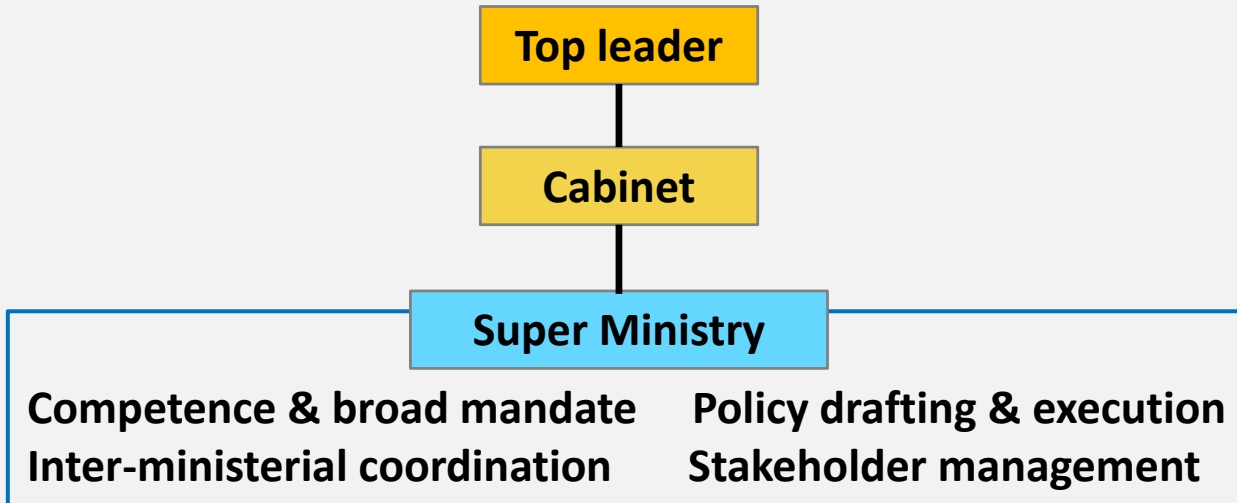 Top leader
Cabinet
Super Ministry
Competence & broad mandate Policy drafting & execution
Inter-ministerial coordination Stakeholder management